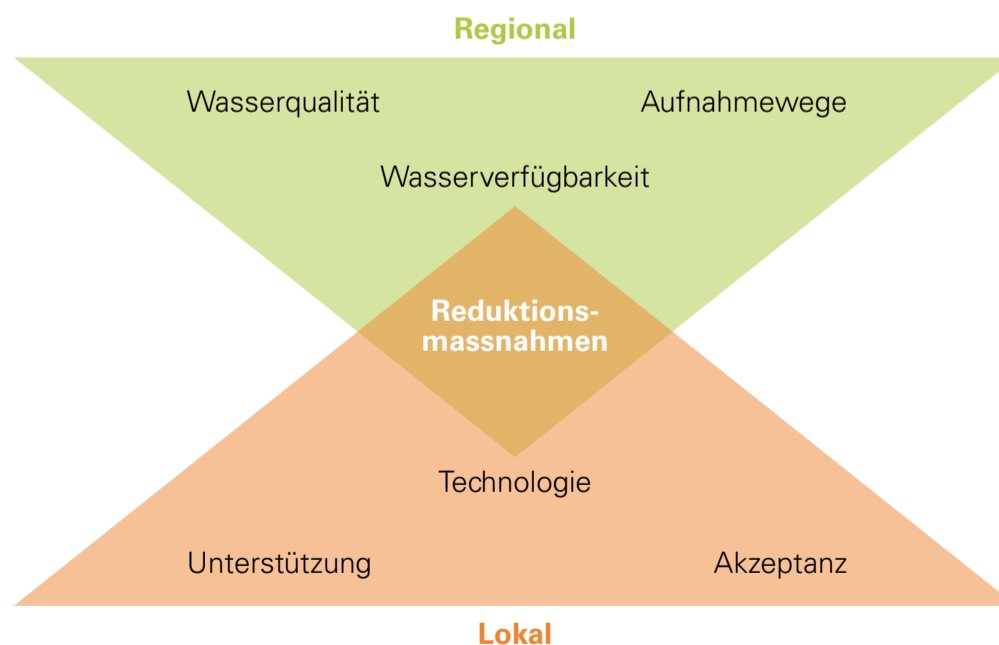 Regional
Wasserqualität
Aufnahmewege
Wasserverfügbarkeit
Reduktions-
massnahmen
Technologie
Unterstützung
Akzeptanz
Lokal